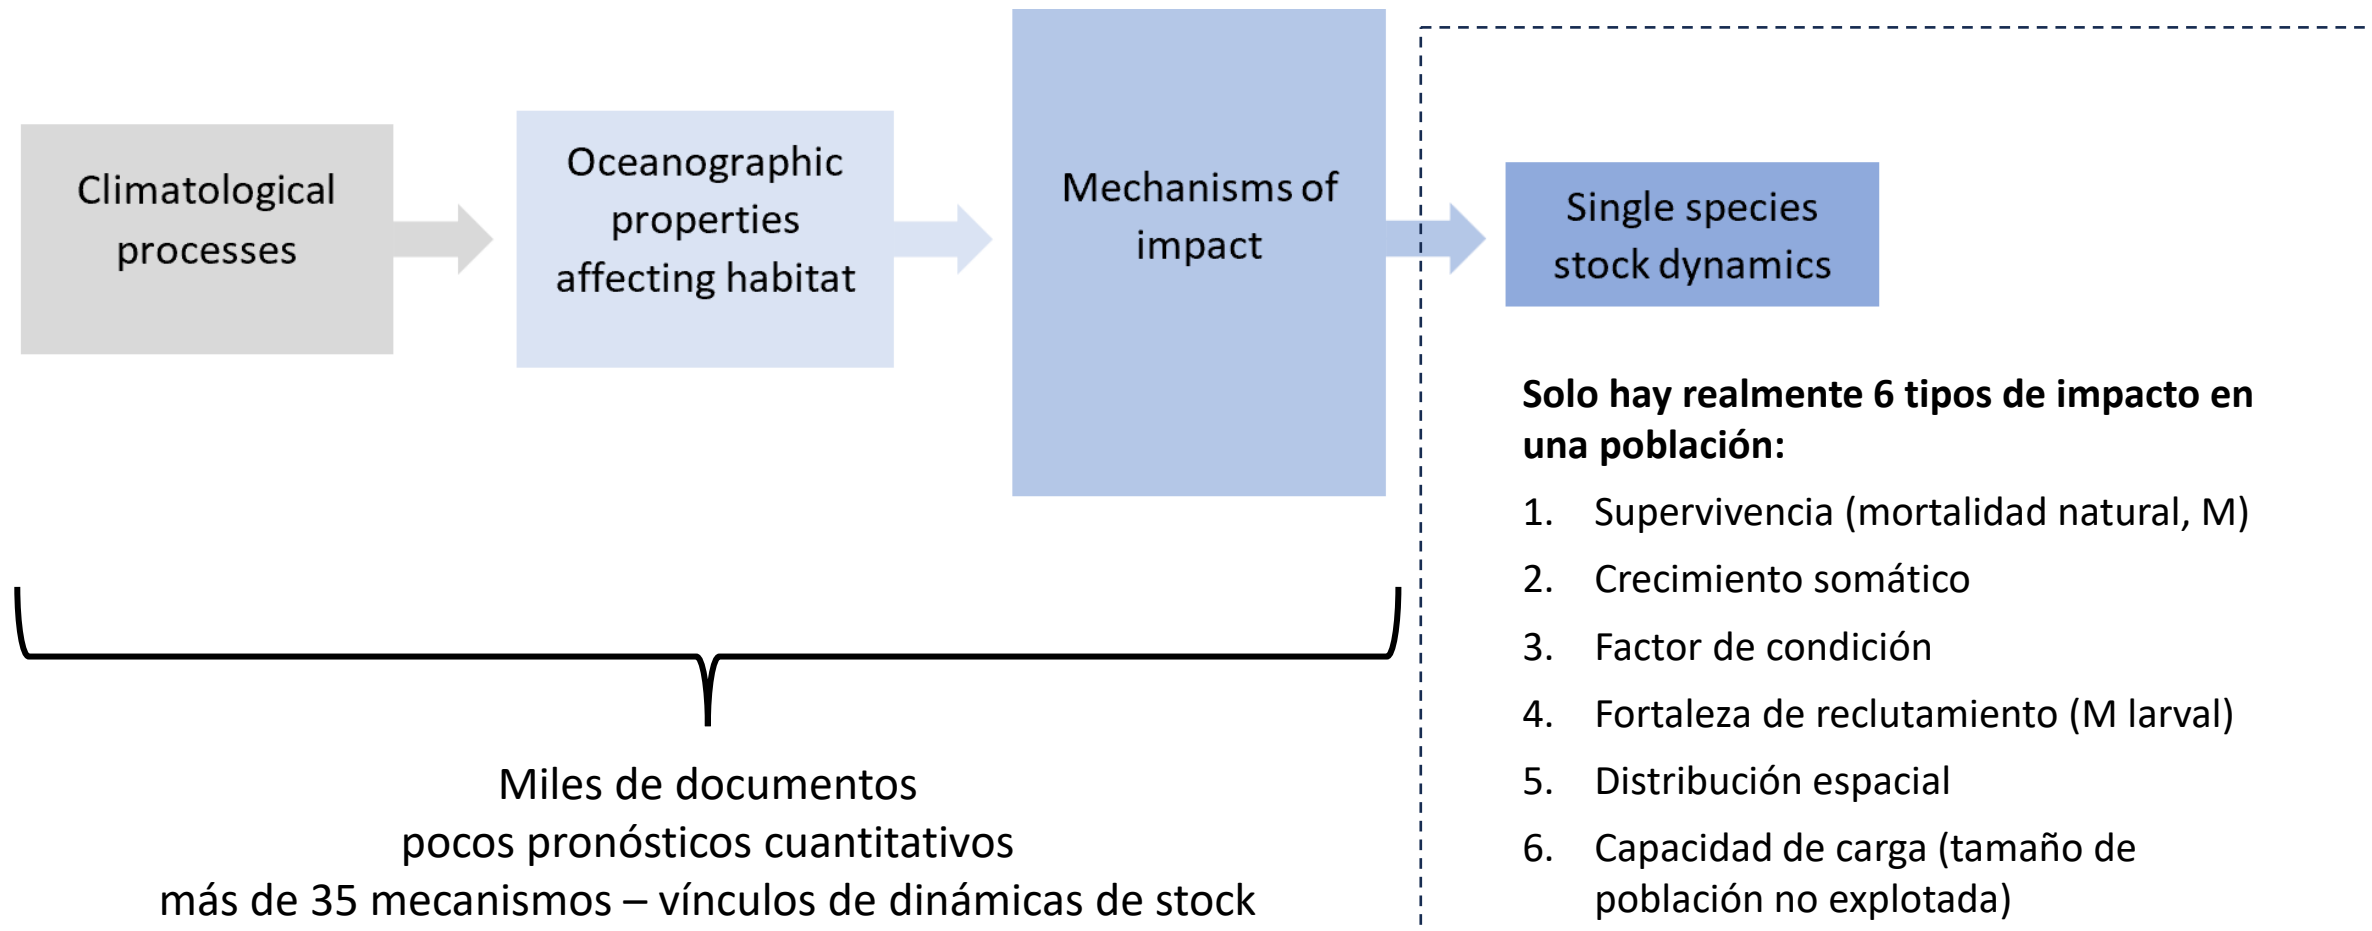 Climatological
processes
Oceanographic
properties
affecting habitat
Mechanisms of
impact
Single species
stock dynamics
Solo hay realmente 6 tipos de impacto en
una población:
1. Supervivencia (mortalidad natural, M)
2. Crecimiento somático
3. Factor de condición
4. Fortaleza de reclutamiento (M larval)
5. Distribución espacial
6. Capacidad de carga (tamaño de
población no explotada)
Miles de documentos
pocos pronósticos cuantitativos
más de 35 mecanismos – vínculos de dinámicas de stock